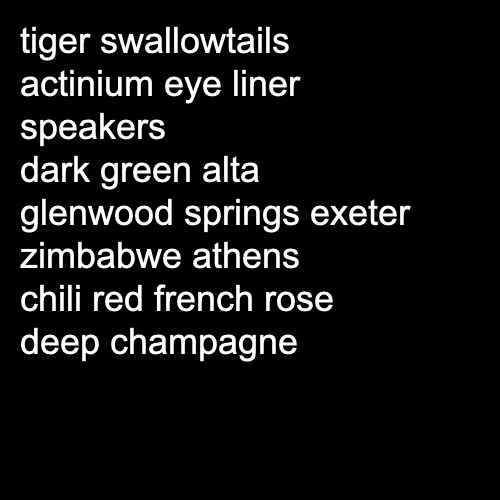 tiger swallowtails
actinium eye liner
speakers
dark green alta
glenwood springs exeter
zimbabwe athens
chili red french rose
deep champagne